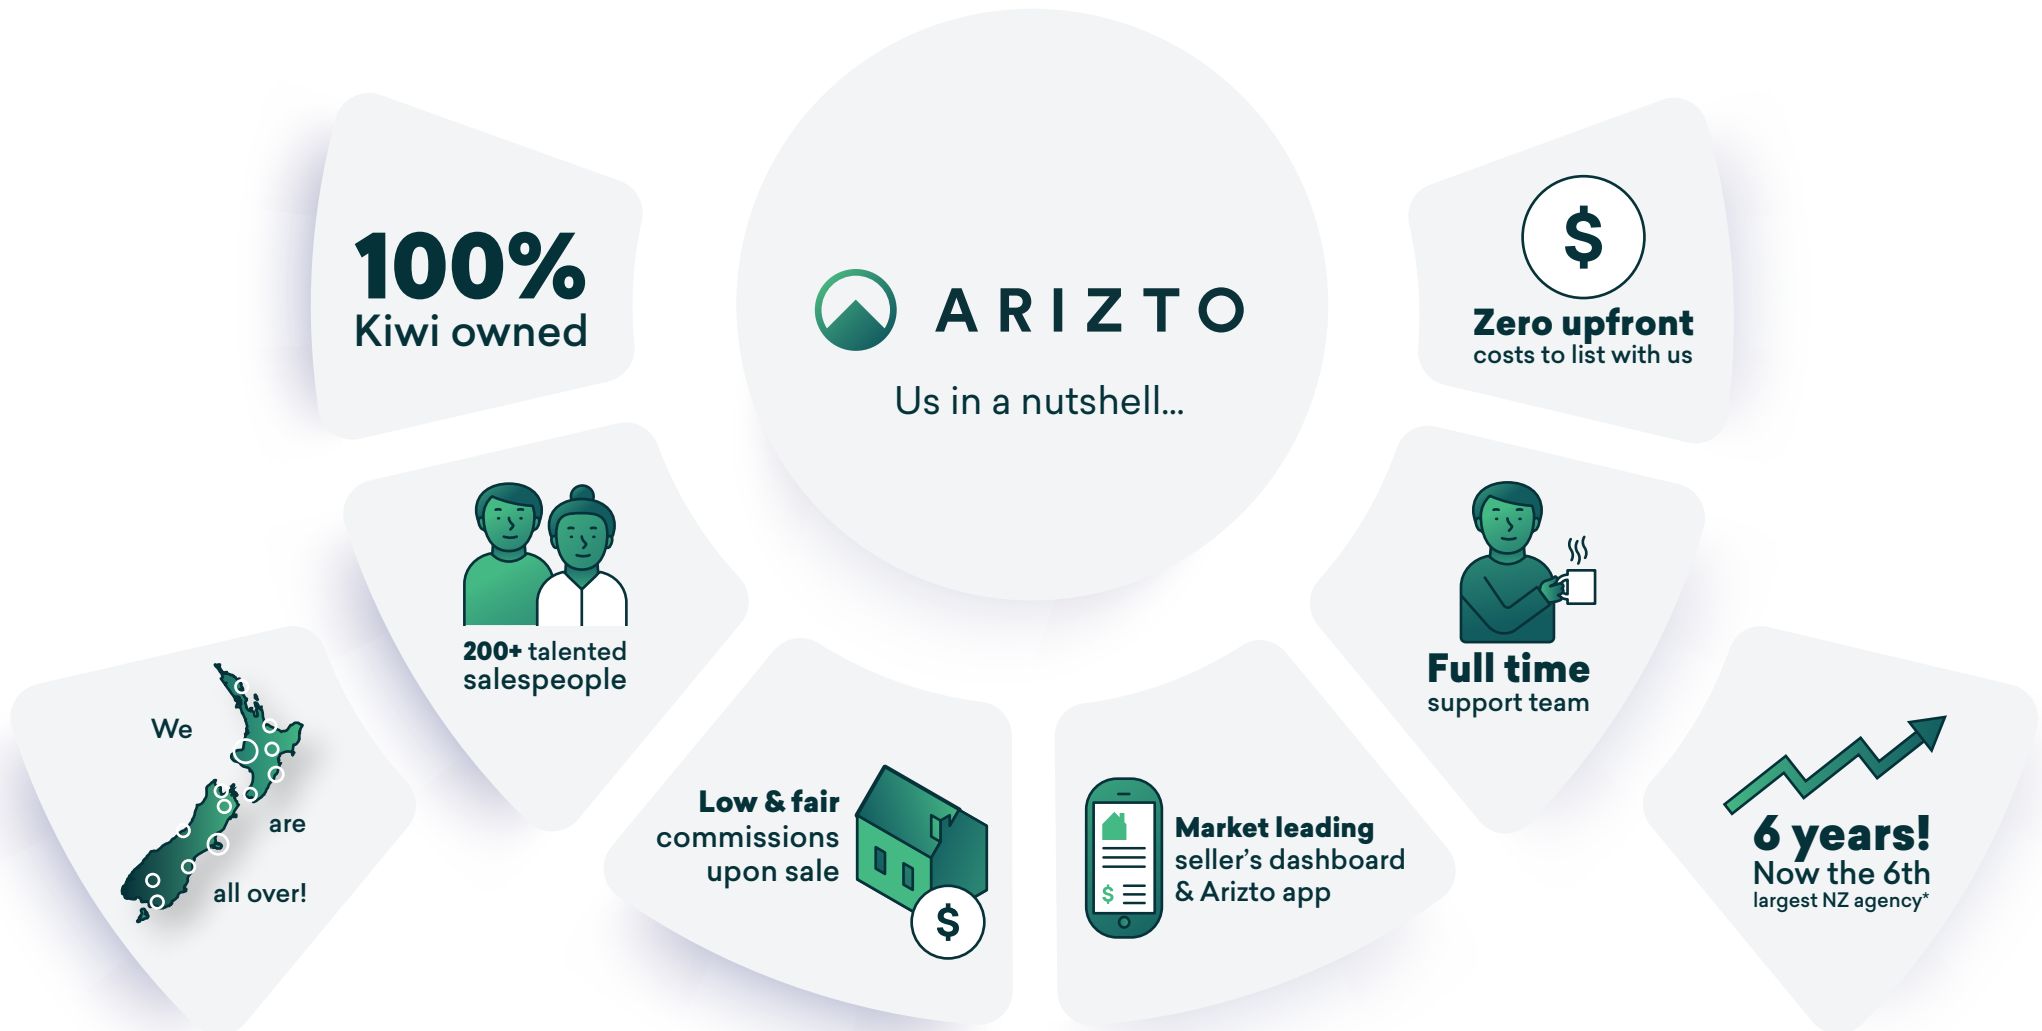 ARIZTO
Us in a nutshell...
100%
Kiwi owned
$
Zero upfront
costs to list with us
200+ talented
salespeople
Full time
support team
We
are
all over!
Low & fair
commissions
upon sale
$
Market leading
seller's dashboard
& Arizto app
$
6 years!
Now the 6th
largest NZ agency*